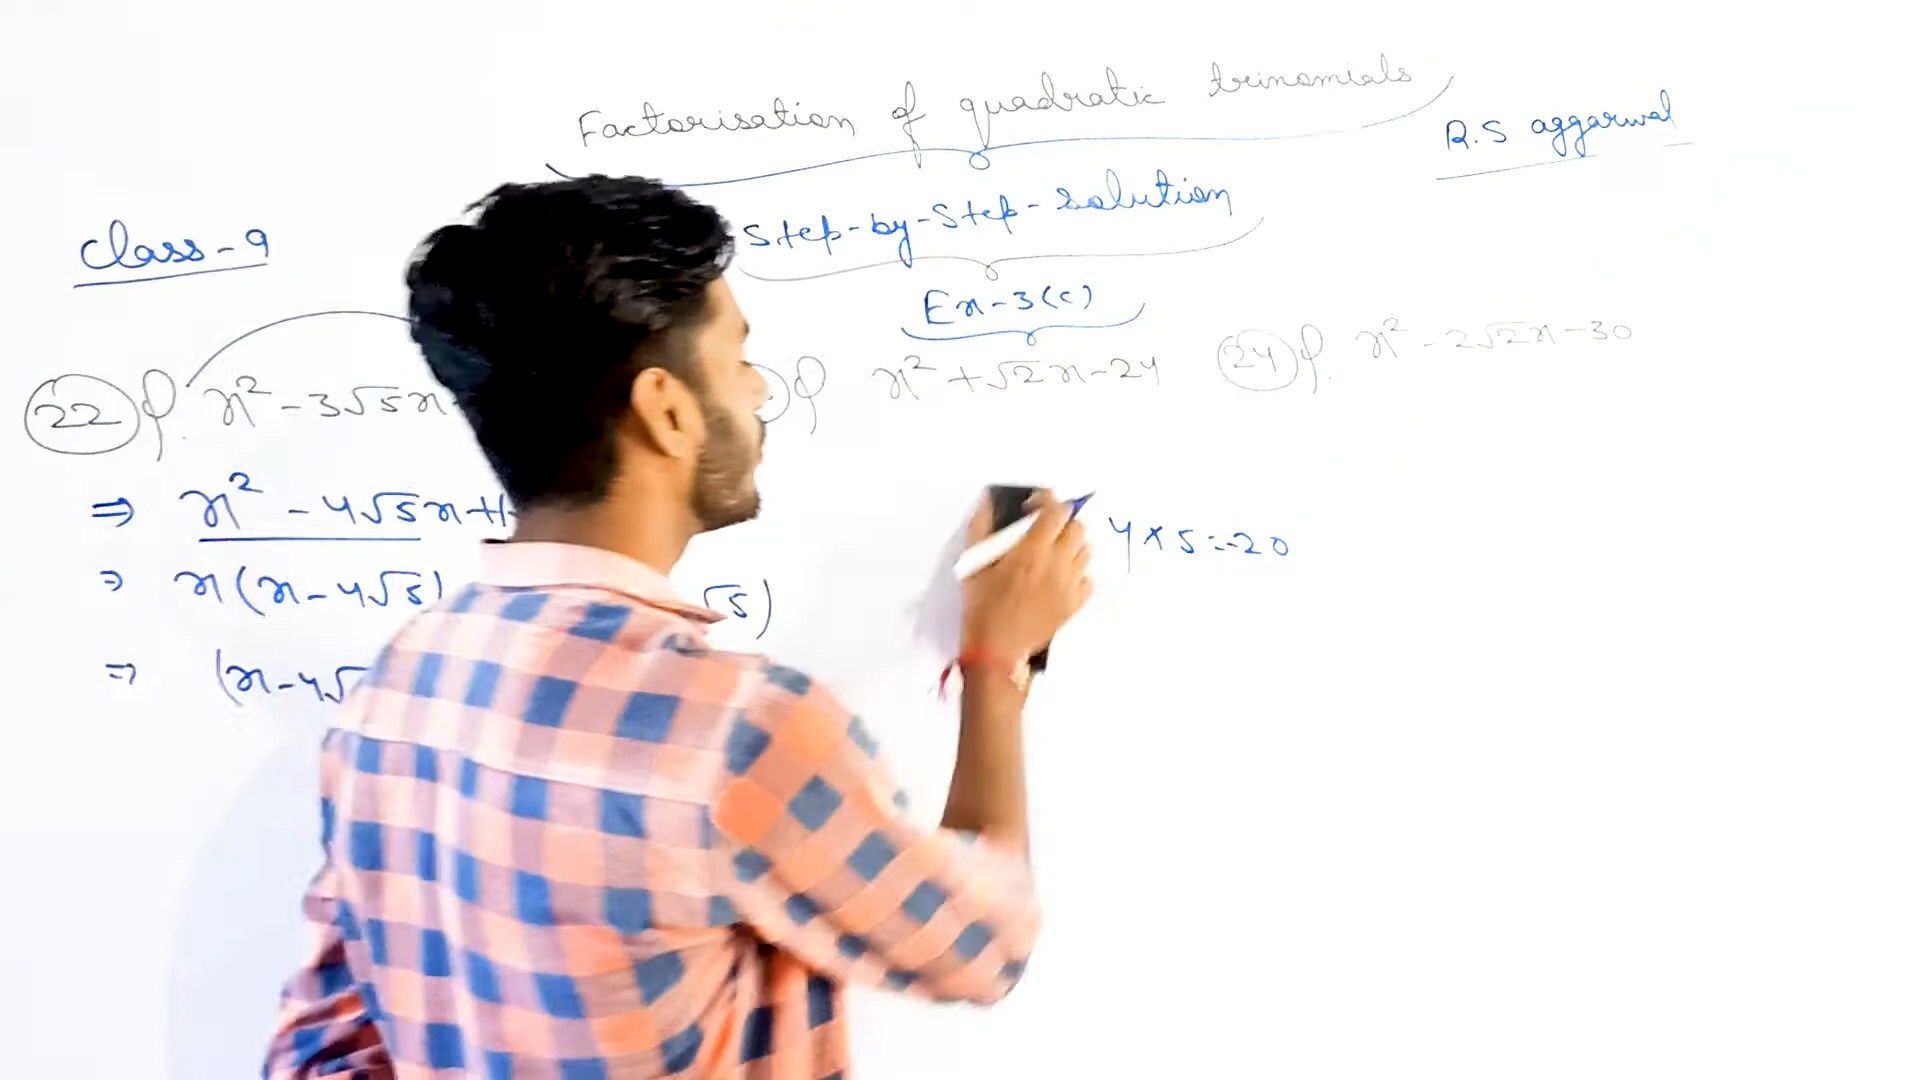 Factorisation of quadratic trinomials
R.S aggarwal
Step-by-Step-Solution
Class-9
Ex-3(c)
22 x² - 3√5x
x² + √2x - 24
24 x² - 2√2x - 30
⇒ x² - 4√5x +
4 × 5 = -20
⇒ x(x - 4√5) √5)
⇒ (x - 4√